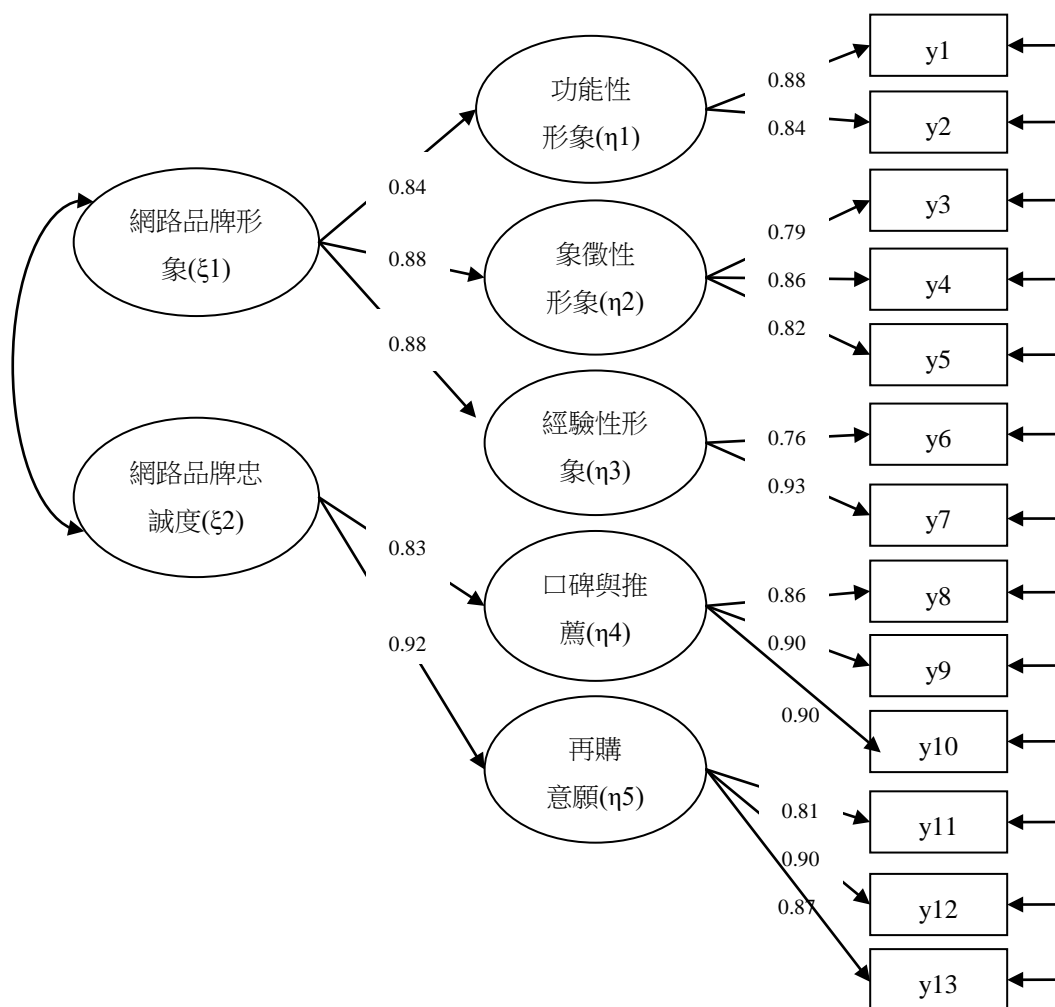 網路品牌形
象(ξ1)
網路品牌忠
誠度(ξ2)
0.84
0.88
0.88
0.83
0.92
功能性
形象(η1)
象徵性
形象(η2)
經驗性形
象(η3)
口碑與推
薦(η4)
再購
意願(η5)
0.88
0.84
0.79
0.86
0.82
0.76
0.93
0.86
0.90
0.90
0.81
0.90
0.87
y1
y2
y3
y4
y5
y6
y7
y8
y9
y10
y11
y12
y13